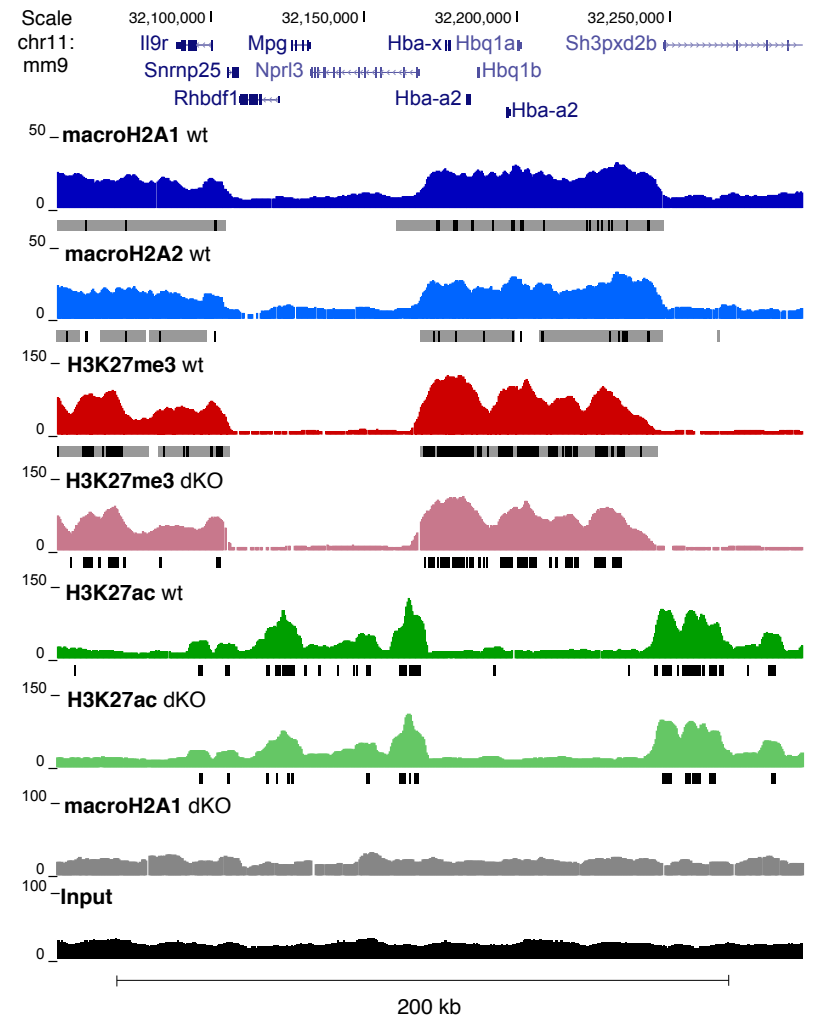 Scale 32,100,000 32,150,000 32,200,000 32,250,000
chr11: Il9r Mpg Hba-x Hbq1a Sh3pxd2b
mm9 Snrnp25 Nprl3 Hbq1b
Rhbdf1 Hba-a2
Hba-a2
50 macroH2A1 wt
0
50 macroH2A2 wt
0
150 H3K27me3 wt
0
150 H3K27me3 dKO
0
150 H3K27ac wt
0
150 H3K27ac dKO
0
100 macroH2A1 dKO
0
100 Input
0
200 kb